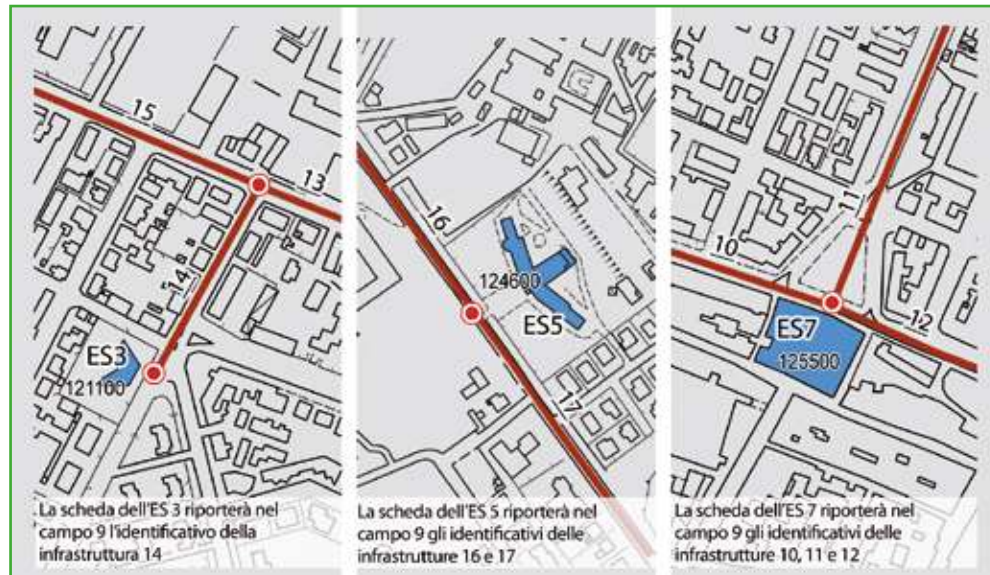 15
13
14
ES3
121100
La scheda dell'ES 3 riporterà nel
campo 9 l'identificativo della
infrastruttura 14
16
124600
ES5
17
La scheda dell'ES 5 riporterà nel
campo 9 gli identificativi delle
infrastrutture 16 e 17
11
10
12
ES7
125500
La scheda dell'ES 7 riporterà nel
campo 9 gli identificativi delle
infrastrutture 10, 11 e 12